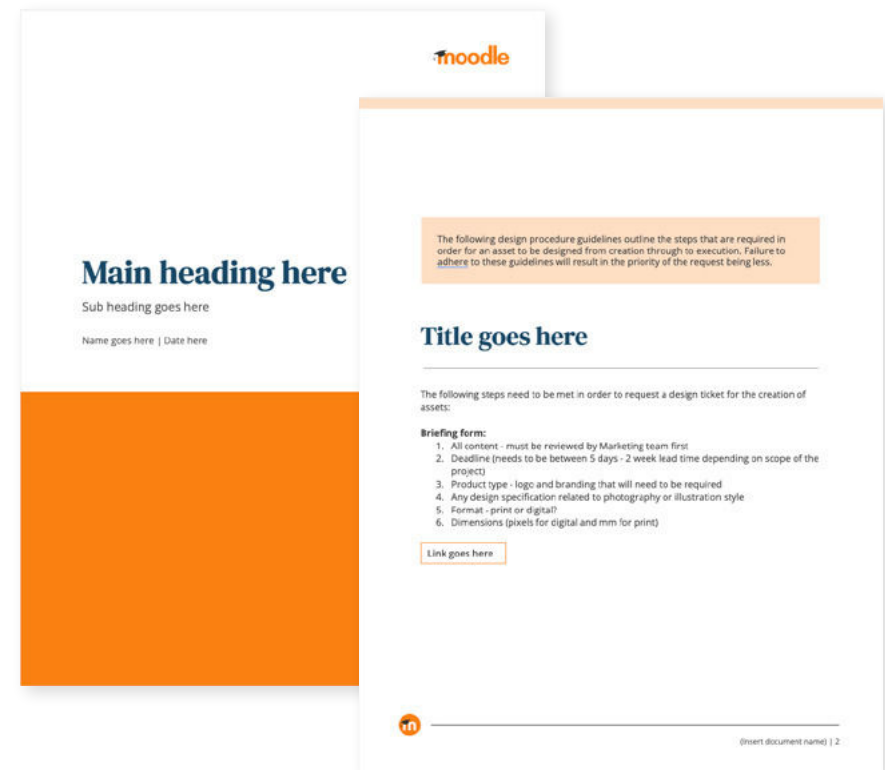 moodle
Main heading here
Sub heading goes here
Name goes here | Date here
The following design procedure guidelines outline the steps that are required in
order for an asset to be designed from creation through to execution. Failure to
adhere to these guidelines will result in the priority of the request being less.
Title goes here
The following steps need to be met in order to request a design ticket for the creation of
assets:
Briefing form:
1. All content - must be reviewed by Marketing team first
2. Deadline (needs to be between 5 days - 2 week lead time depending on scope of the
project)
3. Product type - logo and branding that will need to be required
4. Any design specification related to photography or illustration style
5. Format - print or digital?
6. Dimensions (pixels for digital and mm for print)
Link goes here
m
(Insert document name) | 2